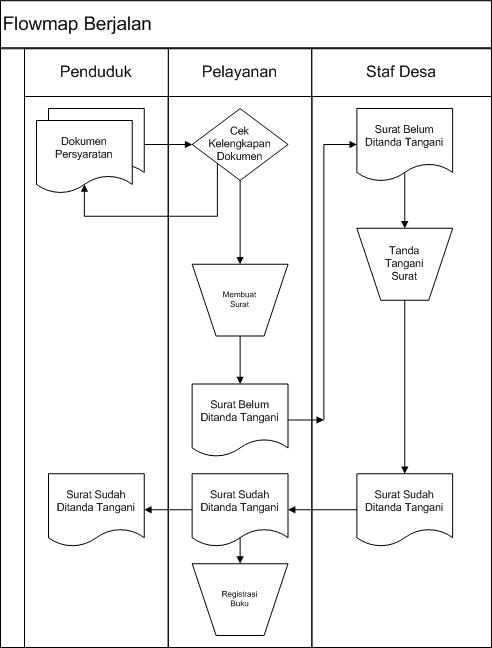 Flowmap Berjalan
Penduduk
Pelayanan
Staf Desa
Dokumen
Persyaratan
Cek
Kelengkapan
Dokumen
Surat Belum
Ditanda Tangani
Tanda
Tangani
Surat
Membuat
Surat
Surat Belum
Ditanda Tangani
Surat Sudah
Ditanda Tangani
Surat Sudah
Ditanda Tangani
Surat Sudah
Ditanda Tangani
Registrasi
Buku